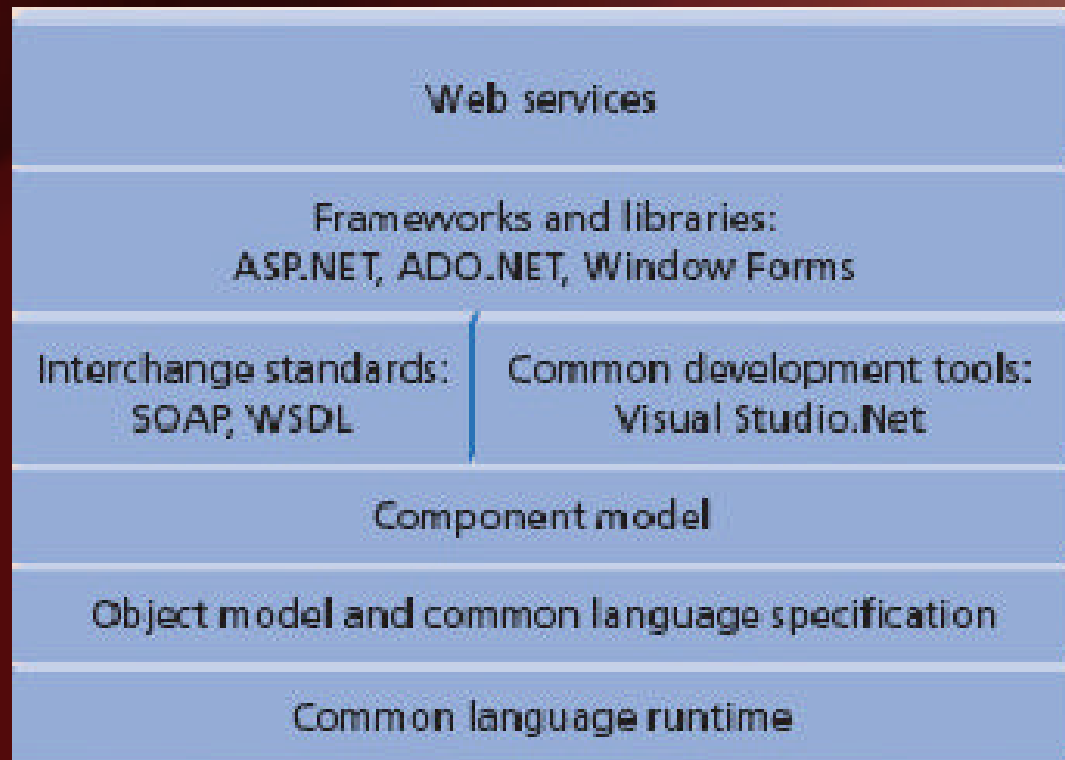 Web services
Frameworks and libraries:
ASP.NET, ADO.NET, Window Forms
Interchange standards:
SOAP, WSDL
Common development tools:
Visual Studio.Net
Component model
Object model and common language specification
Common language runtime